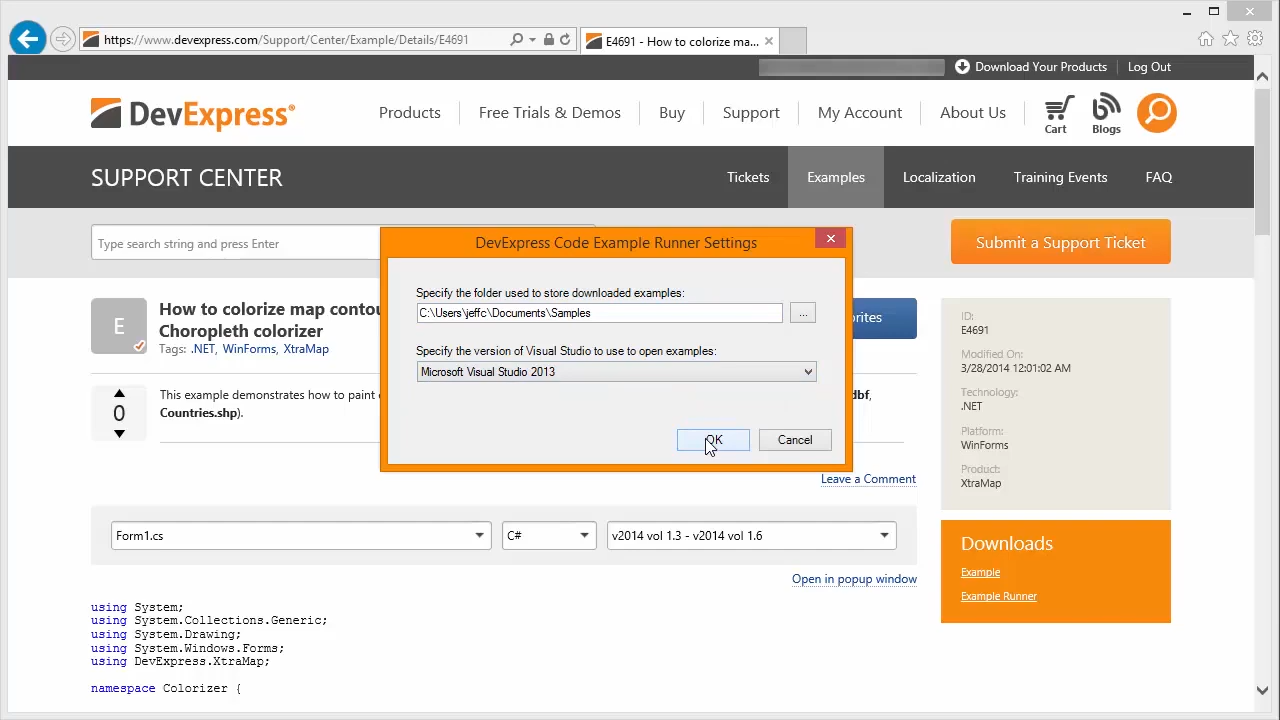 https://www.devexpress.com/Support/Center/Example/Details/E4691
E4691 - How to colorize ma...
Download Your Products
Log Out
DevExpress®
Products
Free Trials & Demos
Buy
Support
My Account
About Us
Cart
Blogs
SUPPORT CENTER
Tickets
Examples
Localization
Training Events
FAQ
Type search string and press Enter
Submit a Support Ticket
DevExpress Code Example Runner Settings
Specify the folder used to store downloaded examples:
C:\Users\jeffc\Documents\Samples
...
Specify the version of Visual Studio to use to open examples:
Microsoft Visual Studio 2013
OK
Cancel
E
How to colorize map conto
Choropleth colorizer
Tags: .NET, WinForms, XtraMap
orites
0
This example demonstrates how to paint
dbf,
Countries.shp).
ID:
E4691
Modified On:
3/28/2014 12:01:02 AM
Technology:
.NET
Platform:
WinForms
Product:
XtraMap
Leave a Comment
Form1.cs
C#
v2014 vol 1.3 - v2014 vol 1.6
Open in popup window
Downloads
Example
Example Runner
using System;
using System.Collections.Generic;
using System.Drawing;
using System.Windows.Forms;
using DevExpress.XtraMap;
namespace Colorizer {